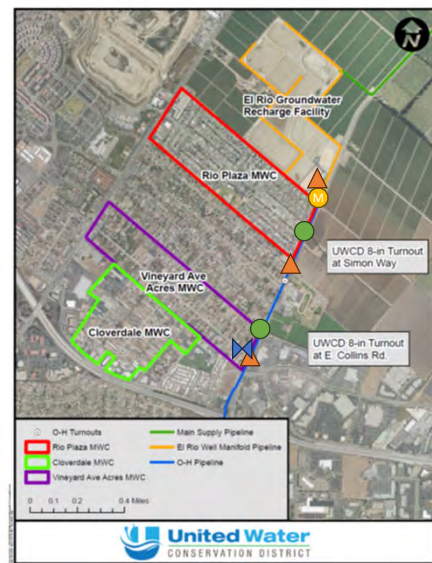 N
El Rio Groundwater
Recharge Facility
Rio Plaza MWC
M
UWCD 8-in Turnout
at Simon Way
Vineyard Ave
Acres MWC
Cloverdale MWC
UWCD 8-in Turnout
at E. Collins Rd.
O-H Turnouts
Rio Plaza MWC
Cloverdale MWC
Vineyard Ave Acres MWC
Main Supply Pipeline
El Rio Well Manifold Pipeline
O-H Pipeline
0 0.2 0.4 Miles
United Water
CONSERVATION DISTRICT